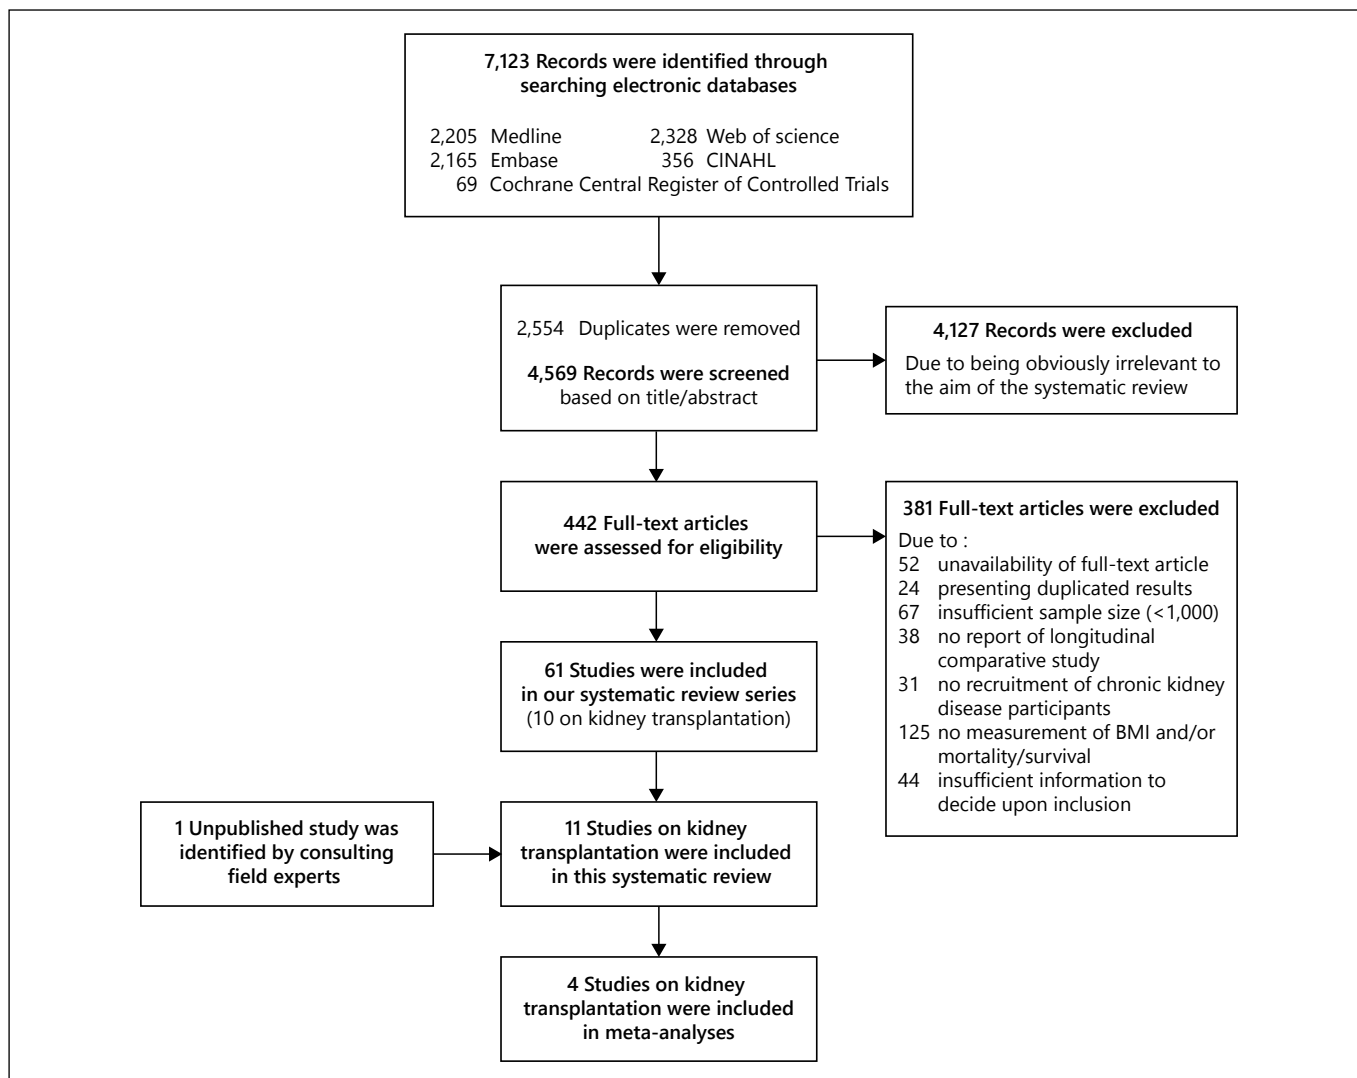 7,123 Records were identified through
searching electronic databases
2,205 Medline 2,328 Web of science
2,165 Embase 356 CINAHL
69 Cochrane Central Register of Controlled Trials
2,554 Duplicates were removed
4,569 Records were screened
based on title/abstract
4,127 Records were excluded
Due to being obviously irrelevant to
the aim of the systematic review
442 Full-text articles
were assessed for eligibility
381 Full-text articles were excluded
Due to :
52 unavailability of full-text article
24 presenting duplicated results
67 insufficient sample size (<1,000)
38 no report of longitudinal
comparative study
31 no recruitment of chronic kidney
disease participants
125 no measurement of BMI and/or
mortality/survival
44 insufficient information to
decide upon inclusion
61 Studies were included
in our systematic review series
(10 on kidney transplantation)
1 Unpublished study was
identified by consulting
field experts
11 Studies on kidney
transplantation were included
in this systematic review
4 Studies on kidney
transplantation were included
in meta-analyses